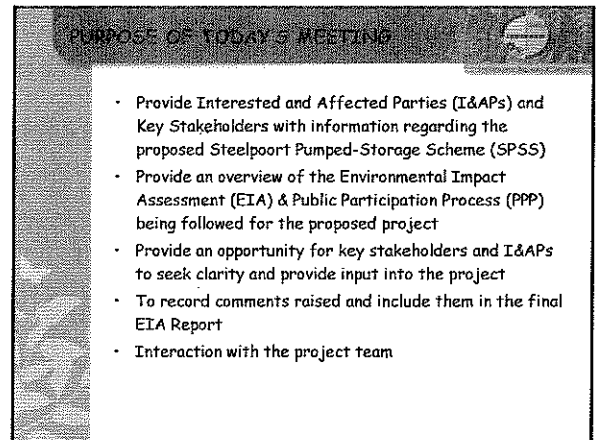 PURPOSE OF TODAY'S MEETING
· Provide Interested and Affected Parties (I&APs) and
Key Stakeholders with information regarding the
proposed Steelpoort Pumped-Storage Scheme (SPSS)
· Provide an overview of the Environmental Impact
Assessment (EIA) & Public Participation Process (PPP)
being followed for the proposed project
· Provide an opportunity for key stakeholders and I&APs
to seek clarity and provide input into the project
· To record comments raised and include them in the final
EIA Report
· Interaction with the project team